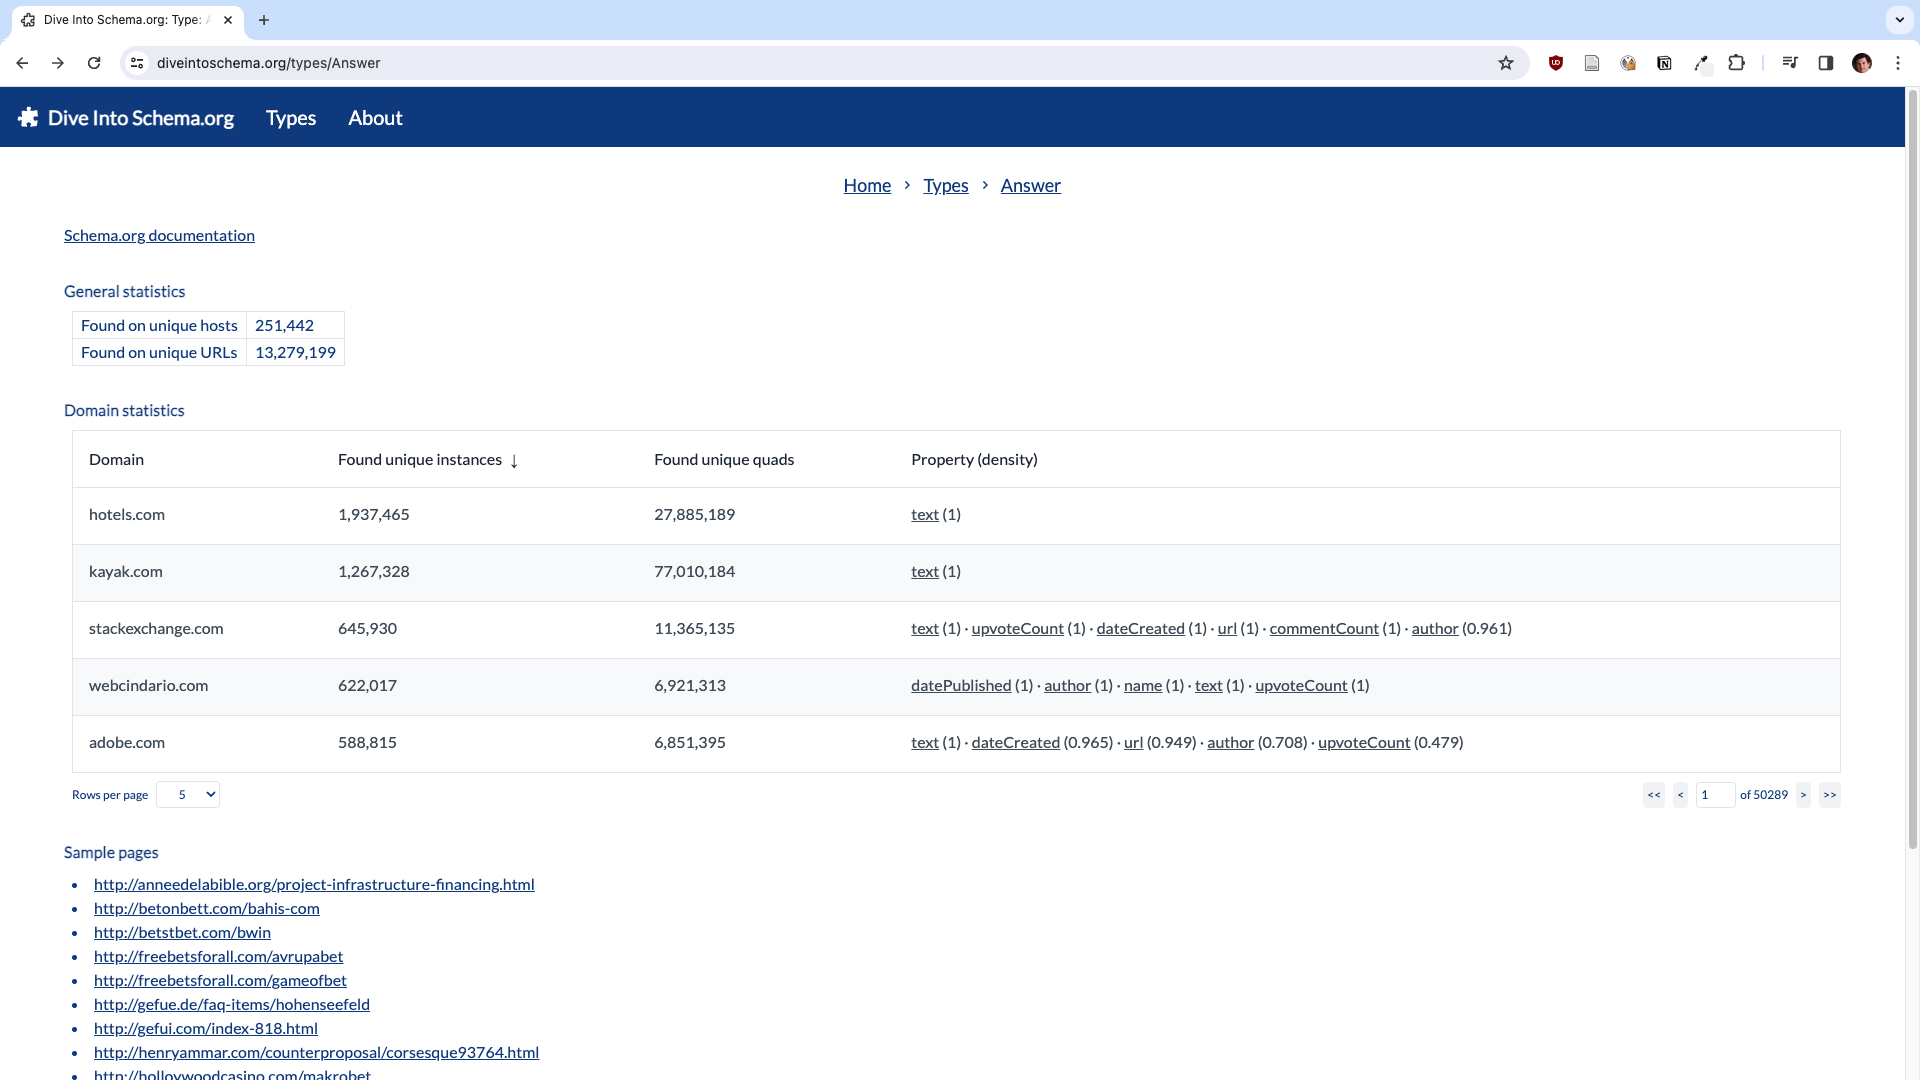 Dive Into Schema.org: Type: A
diveintoschema.org/types/Answer
Dive Into Schema.org Types About
Home > Types > Answer
Schema.org documentation
General statistics
Found on unique hosts 251,442
Found on unique URLs 13,279,199
Domain statistics
Domain Found unique instances ↓ Found unique quads Property (density)
hotels.com 1,937,465 27,885,189 text (1)
kayak.com 1,267,328 77,010,184 text (1)
stackexchange.com 645,930 11,365,135 text (1) · upvoteCount (1) · dateCreated (1) · url (1) · commentCount (1) · author (0.961)
webcindario.com 622,017 6,921,313 datePublished (1) · author (1) · name (1) · text (1) · upvoteCount (1)
adobe.com 588,815 6,851,395 text (1) · dateCreated (0.965) · url (0.949) · author (0.708) · upvoteCount (0.479)
Rows per page 5 << < 1 of 50289 > >>
Sample pages
• http://anneedelabible.org/project-infrastructure-financing.html
• http://betonbett.com/bahis-com
• http://betstbet.com/bwin
• http://freebetsforall.com/avrupabet
• http://freebetsforall.com/gameofbet
• http://gefue.de/faq-items/hohenseefeld
• http://gefui.com/index-818.html
• http://henryammar.com/counterproposal/corsesque93764.html
• http://holloywoodcasino.com/makrobet